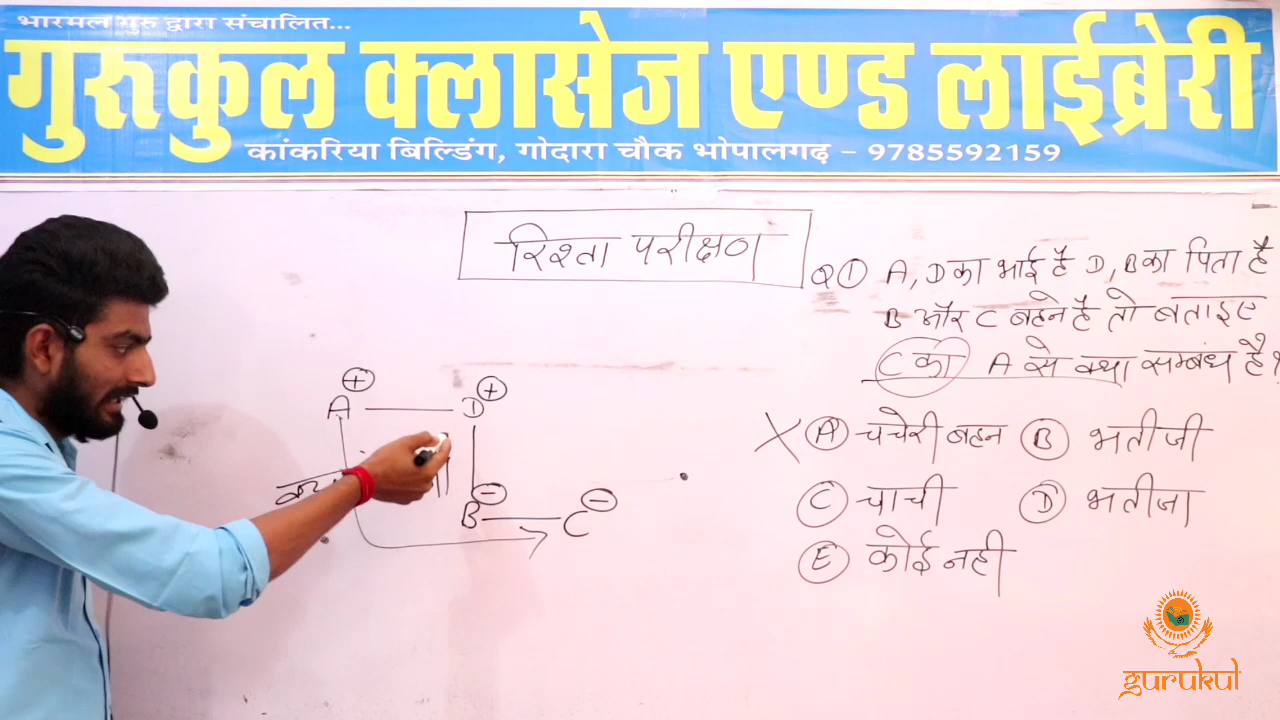 भारमल गुरु द्वारा संचालित...
गुरुकुल क्लासेज एण्ड लाईब्रेरी
कांकरिया बिल्डिंग, गोदारा चौक भोपालगढ़ – 9785592159
रिश्ता परीक्षण
Q① A, D का भाई है D, B का पिता है
B और C बहने है तो बताइए
C का A से क्या सम्बंध है?
X Ⓐ चचेरी बहन Ⓑ भतीजी
Ⓒ चाची Ⓓ भतीजा
Ⓔ कोई नही
A D
B C
gurukul